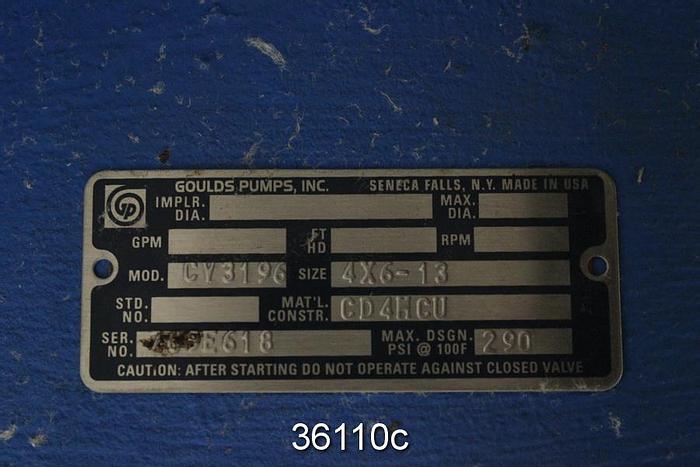 GOULDS PUMPS, INC. SENECA FALLS, N.Y. MADE IN USA
IMPLR. DIA. MAX. DIA.
GPM FT HD RPM
MOD. CY3196 SIZE 4X6-13
STD. NO. MAT'L. CONSTR. CD4MCU
SER. NO. MAX. DSGN. PSI @ 100F 290
CAUTION: AFTER STARTING DO NOT OPERATE AGAINST CLOSED VALVE
36110c